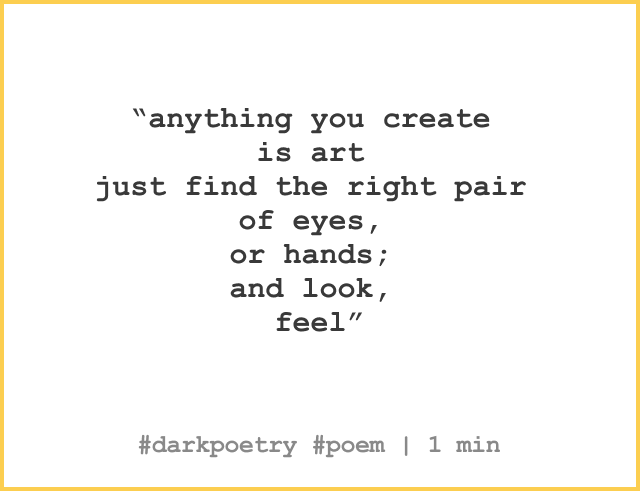 “anything you create
is art
just find the right pair
of eyes,
or hands;
and look,
feel”
#darkpoetry #poem | 1 min